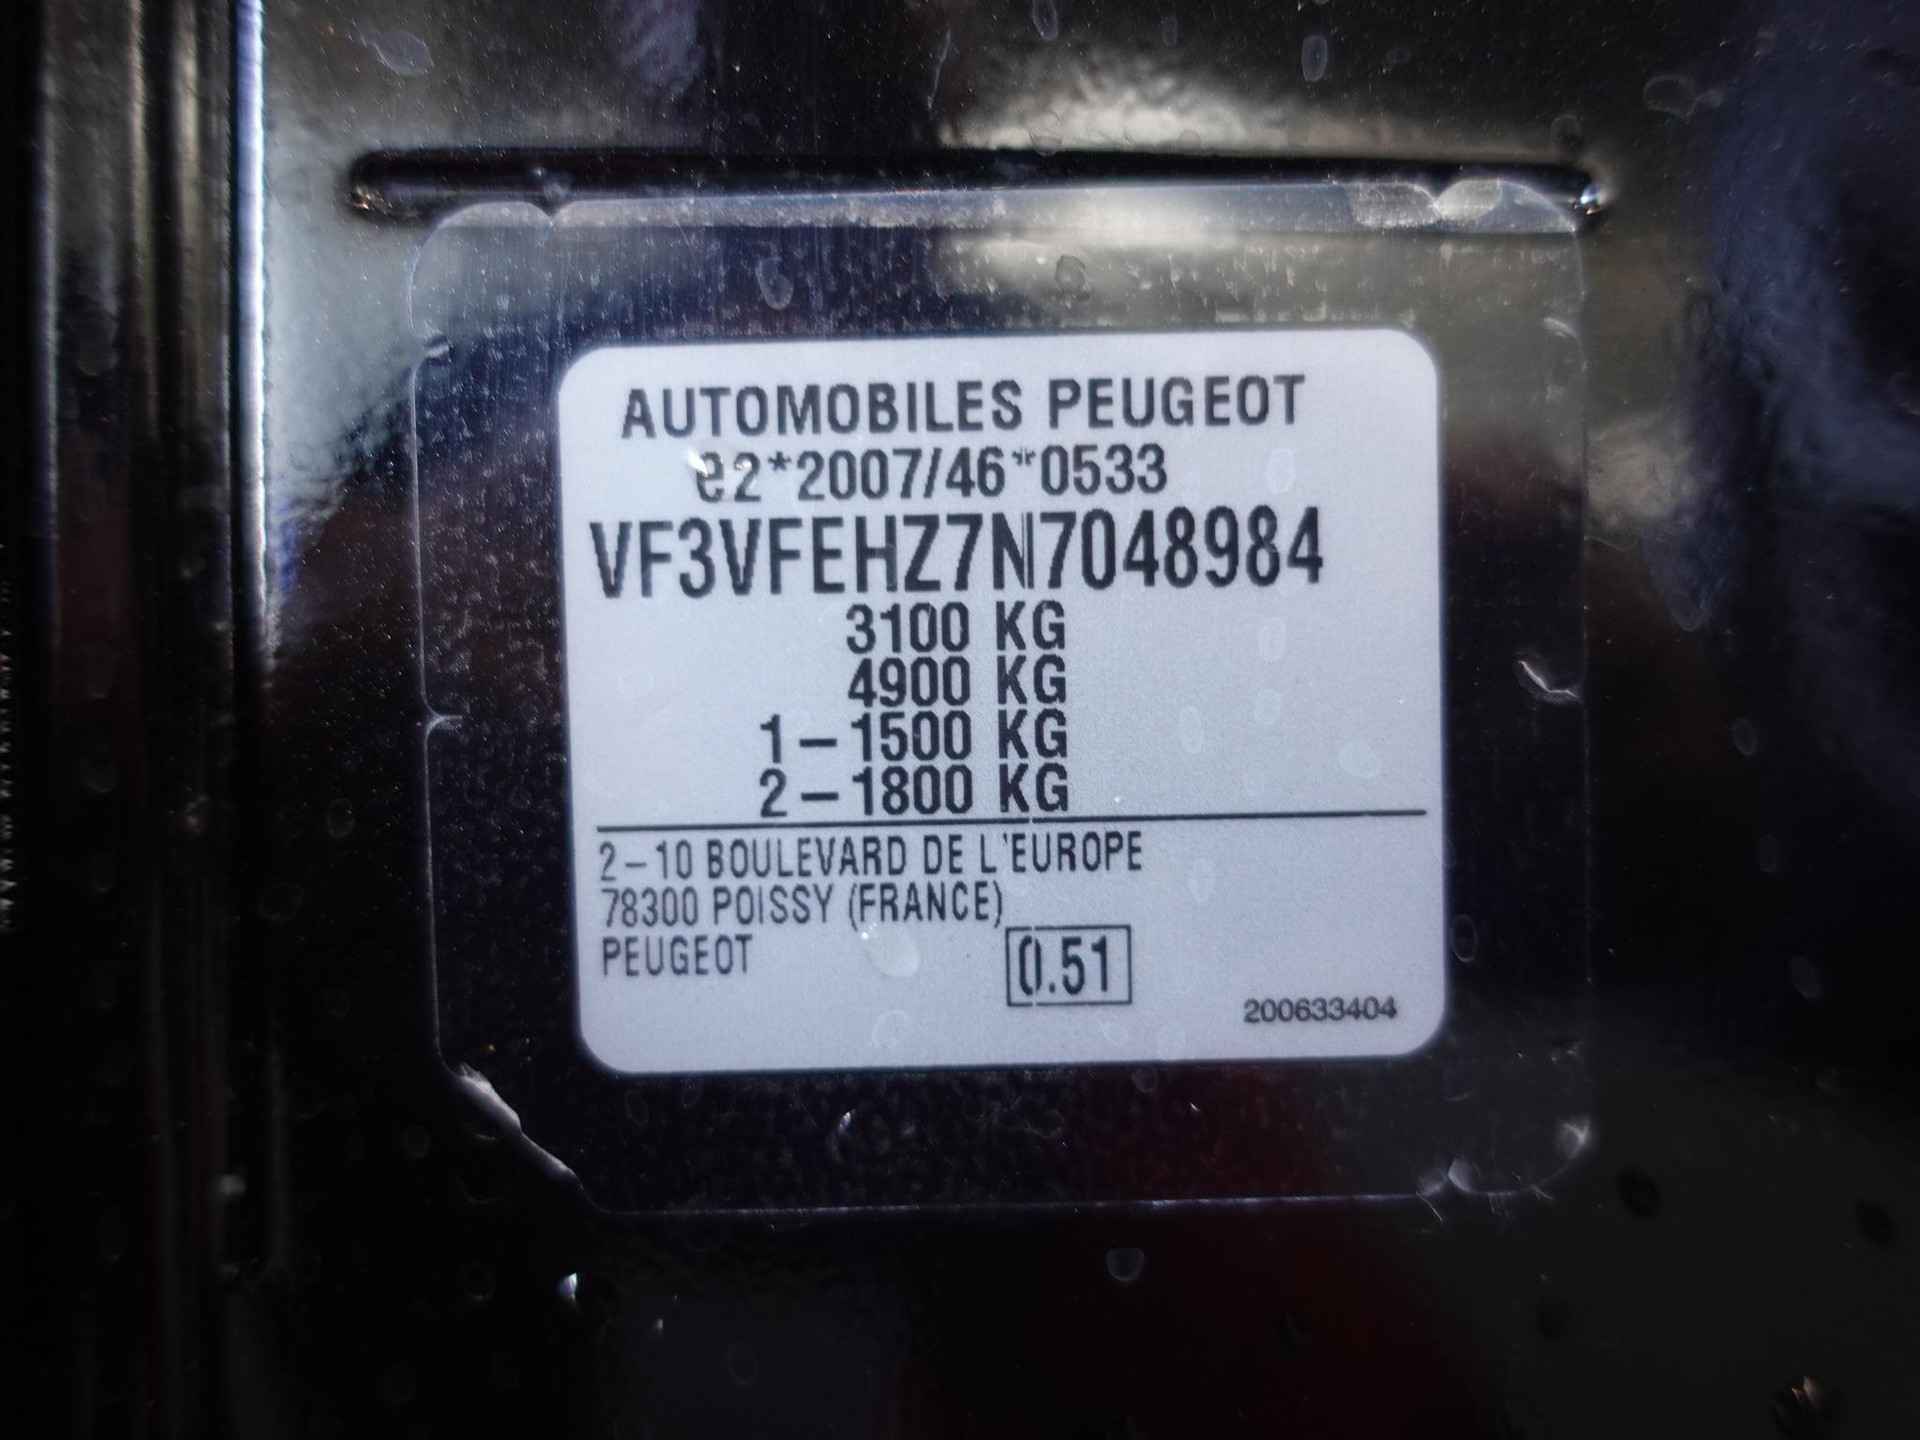 AUTOMOBILES PEUGEOT
e2*2007/46*0533
VF3VFEHZ7N7048984
3100 KG
4900 KG
1-1500 KG
2-1800 KG
2-10 BOULEVARD DE L'EUROPE
78300 POISSY (FRANCE)
PEUGEOT
0.51
200633404